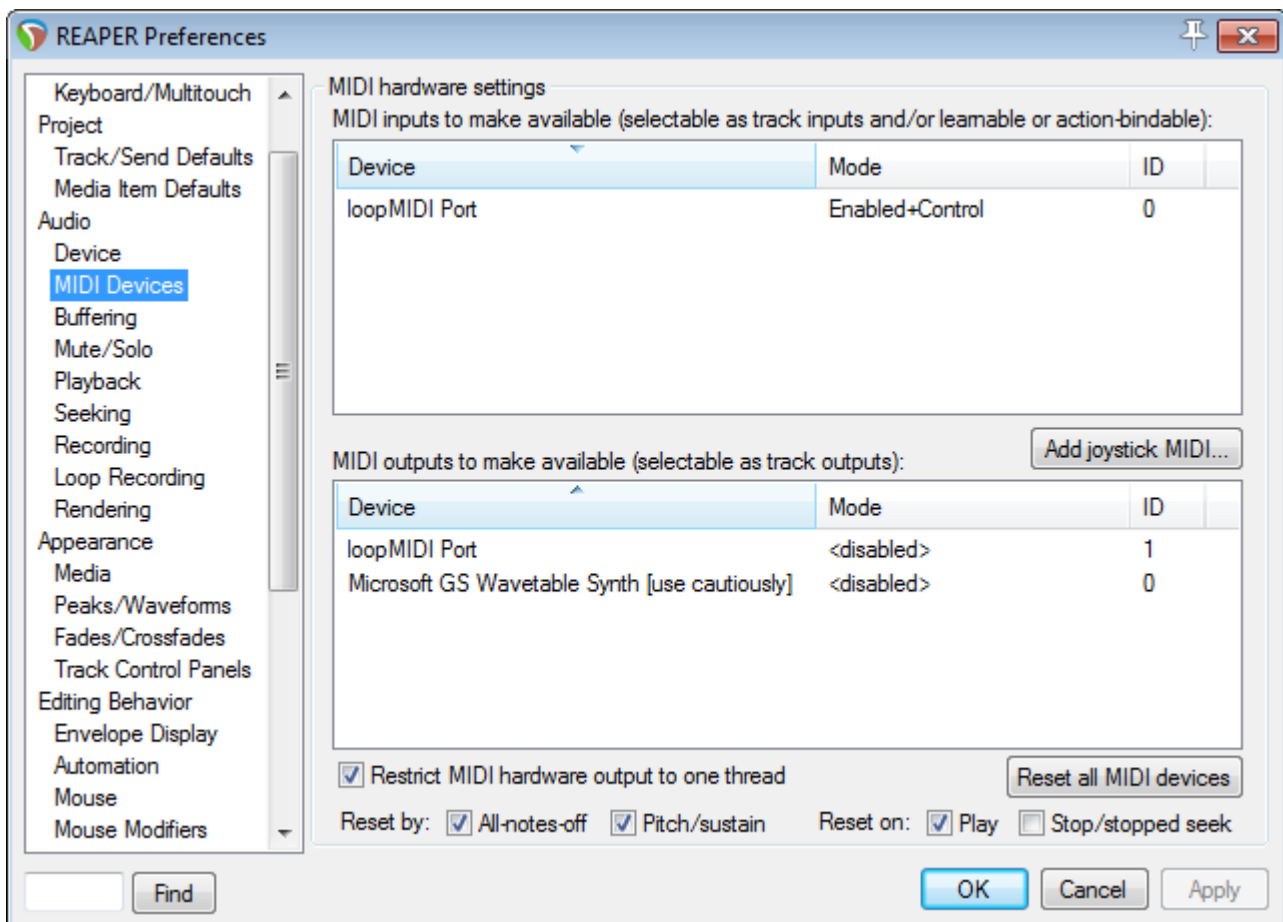 REAPER Preferences
Keyboard/Multitouch
Project
Track/Send Defaults
Media Item Defaults
Audio
Device
MIDI Devices
Buffering
Mute/Solo
Playback
Seeking
Recording
Loop Recording
Rendering
Appearance
Media
Peaks/Waveforms
Fades/Crossfades
Track Control Panels
Editing Behavior
Envelope Display
Automation
Mouse
Mouse Modifiers
Find
MIDI hardware settings
MIDI inputs to make available (selectable as track inputs and/or learnable or action-bindable):
Device Mode ID
loopMIDI Port Enabled+Control 0
Add joystick MIDI...
MIDI outputs to make available (selectable as track outputs):
Device Mode ID
loopMIDI Port <disabled> 1
Microsoft GS Wavetable Synth [use cautiously] <disabled> 0
Restrict MIDI hardware output to one thread
Reset all MIDI devices
Reset by: All-notes-off Pitch/sustain Reset on: Play Stop/stopped seek
OK Cancel Apply